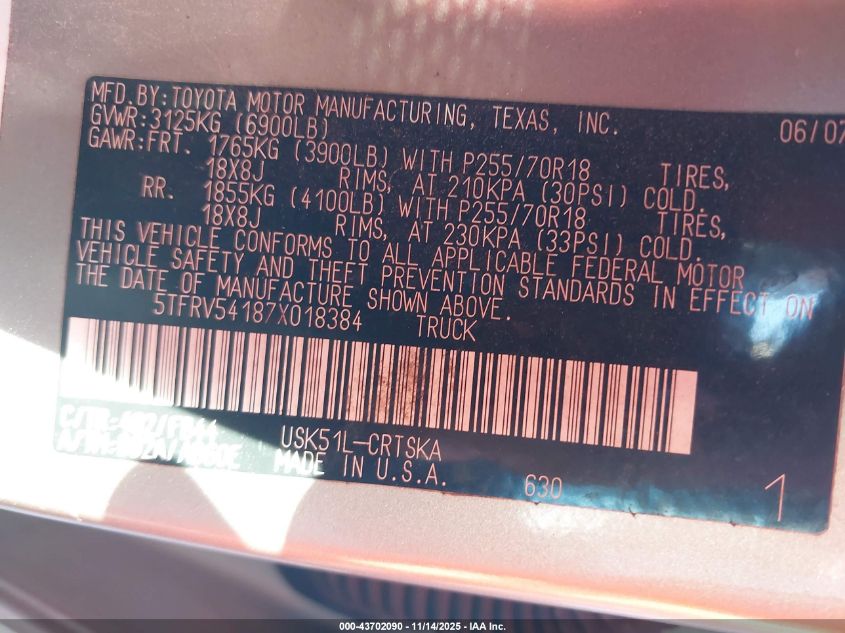 MFD.BY:TOYOTA MOTOR MANUFACTURING, TEXAS, INC. 06/07
GVWR:3125KG (6900LB)
GAWR:FRT. 1765KG (3900LB) WITH P255/70R18 TIRES,
18X8J RIMS, AT 210KPA (30PSI) COLD.
RR. 1855KG (4100LB) WITH P255/70R18 TIRES,
18X8J RIMS, AT 230KPA (33PSI) COLD.
THIS VEHICLE CONFORMS TO ALL APPLICABLE FEDERAL MOTOR
VEHICLE SAFETY AND THEFT PREVENTION STANDARDS IN EFFECT ON
THE DATE OF MANUFACTURE SHOWN ABOVE.
5TFRV54187X018384 TRUCK
USK51L-CRTSKA
MADE IN U.S.A. 630 1
000-43702090 - 11/14/2025 - IAA Inc.